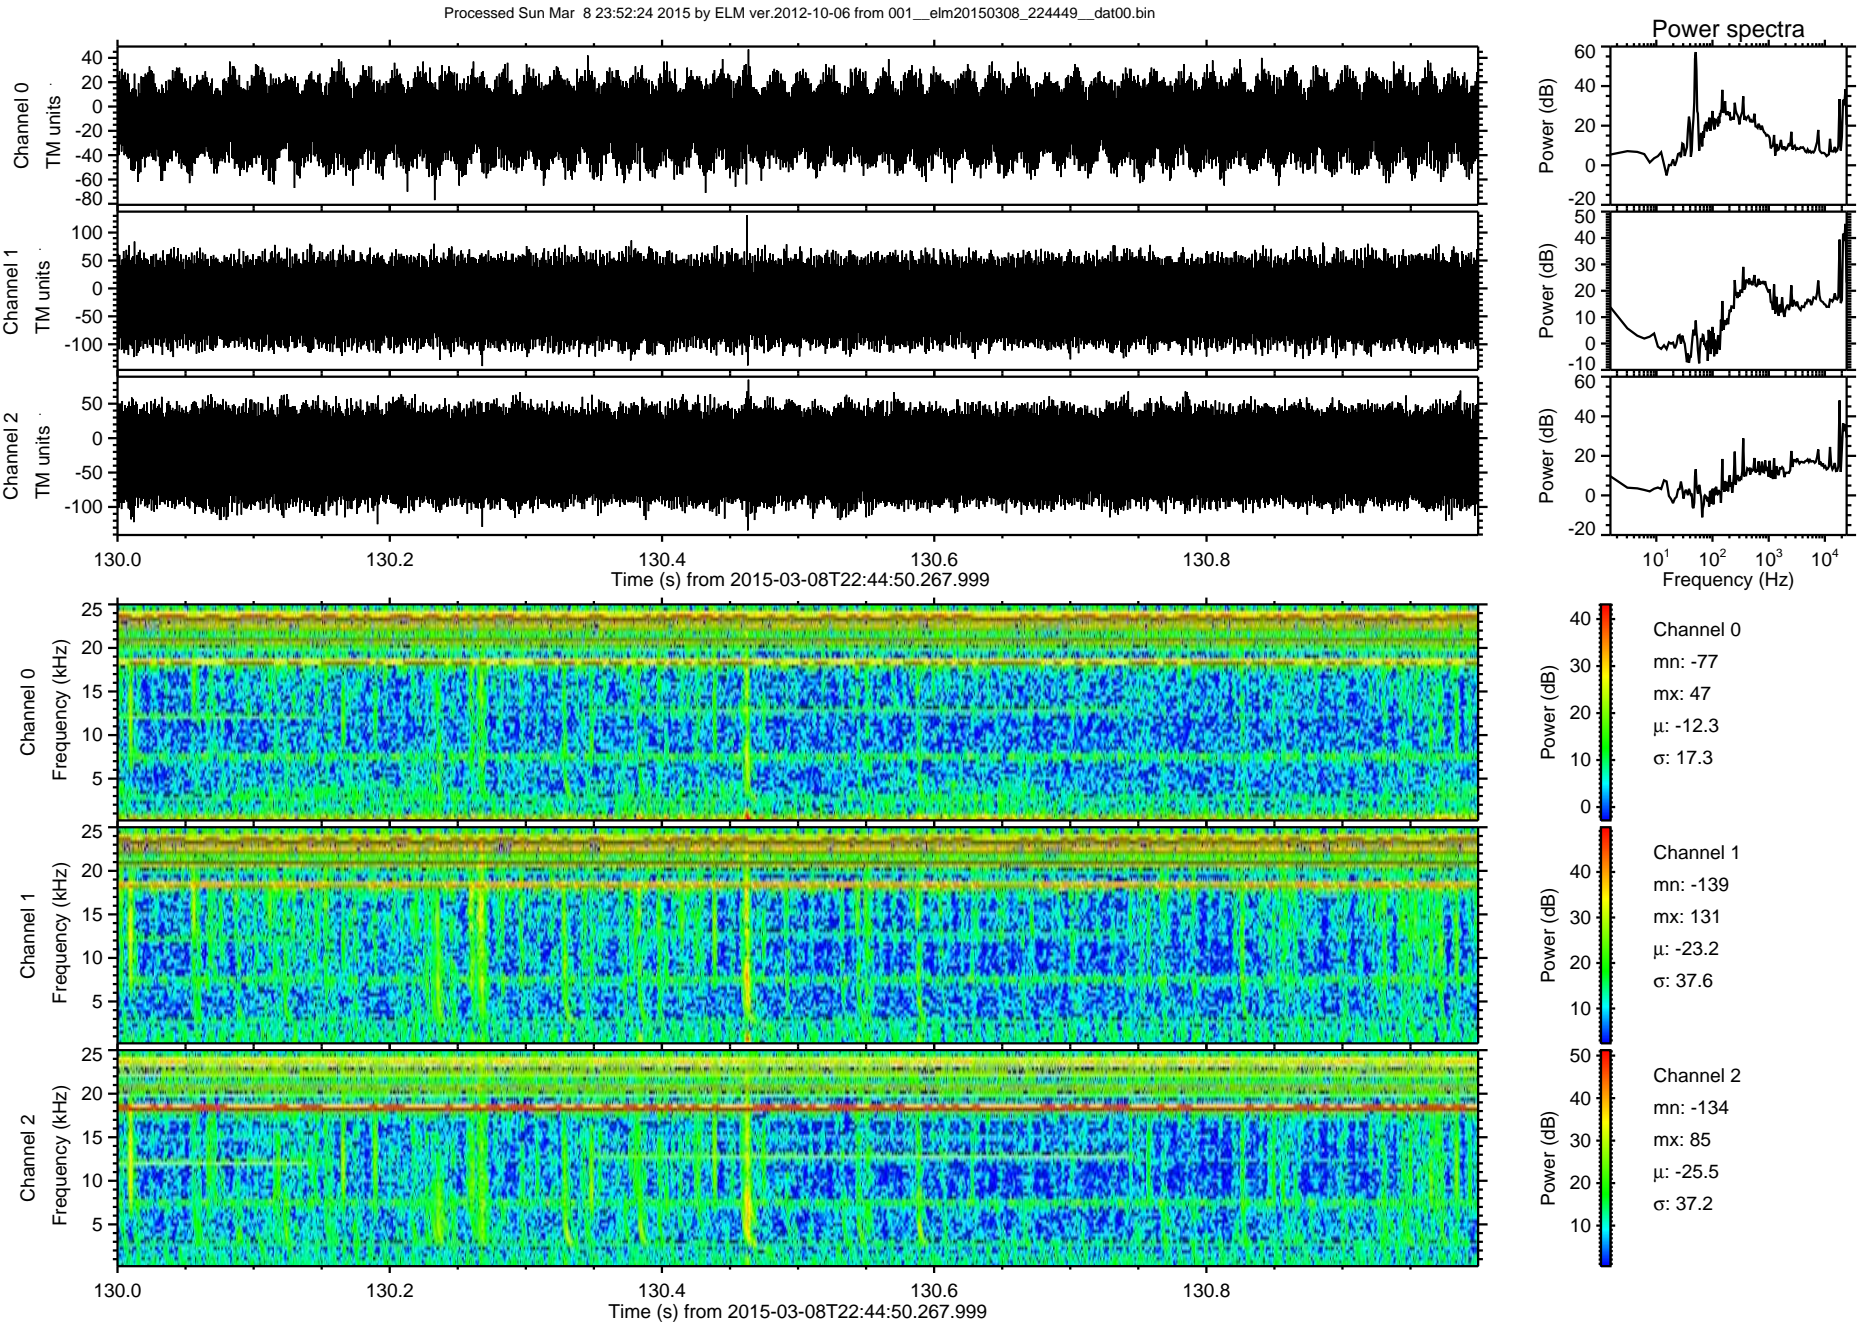 Processed Sun Mar 8 23:52:24 2015 by ELM ver.2012-10-06 from 001__elm20150308_224449__dat00.bin
Power spectra
Channel 0
TM units
40
20
0
-20
-40
-60
-80
Power (dB)
60
40
20
0
-20
Channel 1
TM units
100
50
0
-50
-100
Power (dB)
50
40
30
20
10
0
-10
Channel 2
TM units
50
0
-50
-100
Power (dB)
60
40
20
0
-20
130.0 130.2 130.4 130.6 130.8
Time (s) from 2015-03-08T22:44:50.267.999
10¹ 10² 10³ 10⁴
Frequency (Hz)
Channel 0
Frequency (kHz)
25
20
15
10
5
Power (dB)
40
30
20
10
0
Channel 0
mn: -77
mx: 47
μ: -12.3
σ: 17.3
Channel 1
Frequency (kHz)
25
20
15
10
5
Power (dB)
40
30
20
10
Channel 1
mn: -139
mx: 131
μ: -23.2
σ: 37.6
Channel 2
Frequency (kHz)
25
20
15
10
5
Power (dB)
50
40
30
20
10
Channel 2
mn: -134
mx: 85
μ: -25.5
σ: 37.2
130.0 130.2 130.4 130.6 130.8
Time (s) from 2015-03-08T22:44:50.267.999